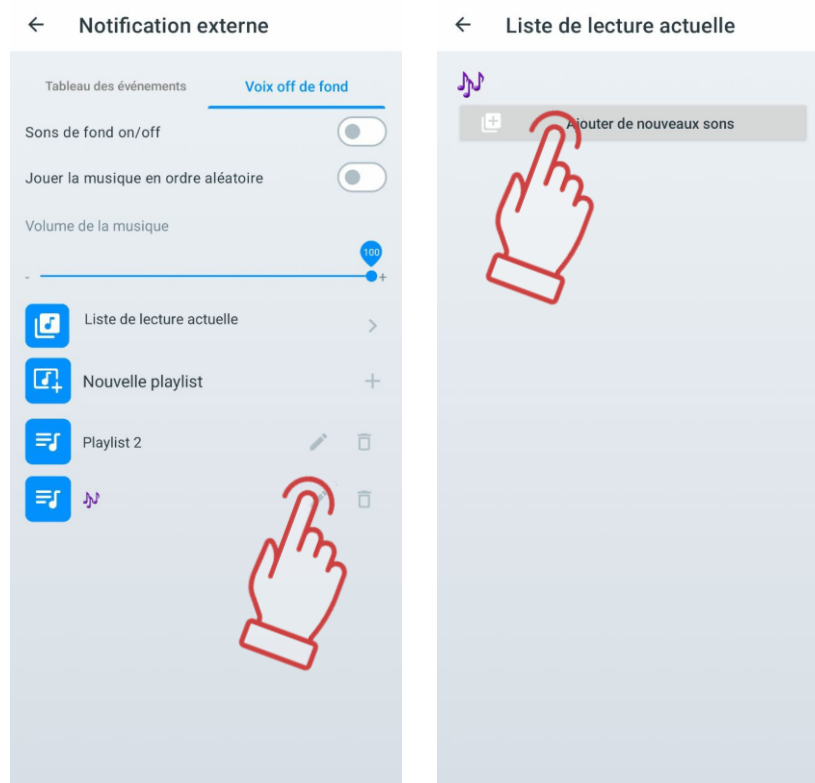 Notification externe
Tableau des événements
Voix off de fond
Sons de fond on/off
Jouer la musique en ordre aléatoire
Volume de la musique
100
- +
Liste de lecture actuelle
Nouvelle playlist
Playlist 2
Liste de lecture actuelle
Ajouter de nouveaux sons